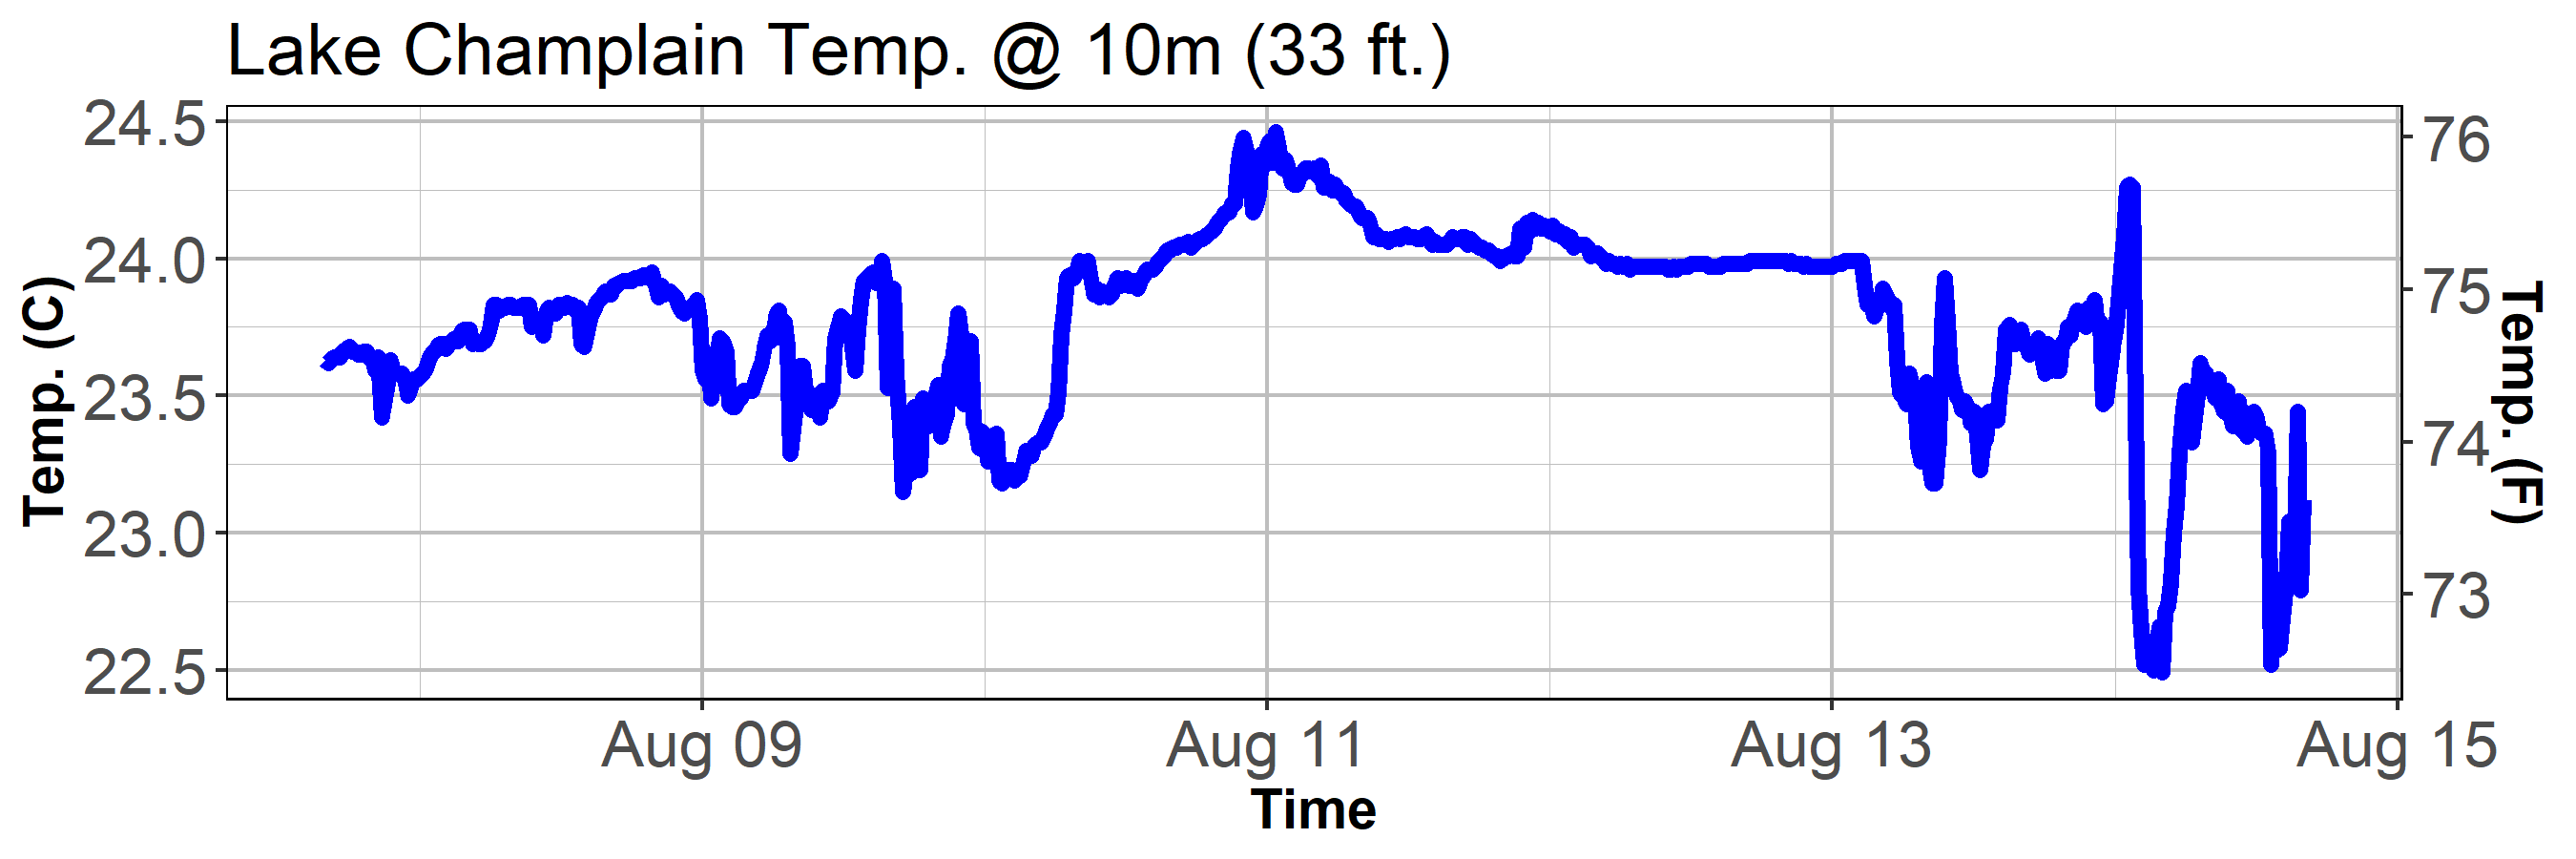 Lake Champlain Temp. @ 10m (33 ft.)
Temp. (C)
24.5
24.0
23.5
23.0
22.5
76
75
74
73
Temp. (F)
Aug 09
Aug 11
Aug 13
Aug 15
Time